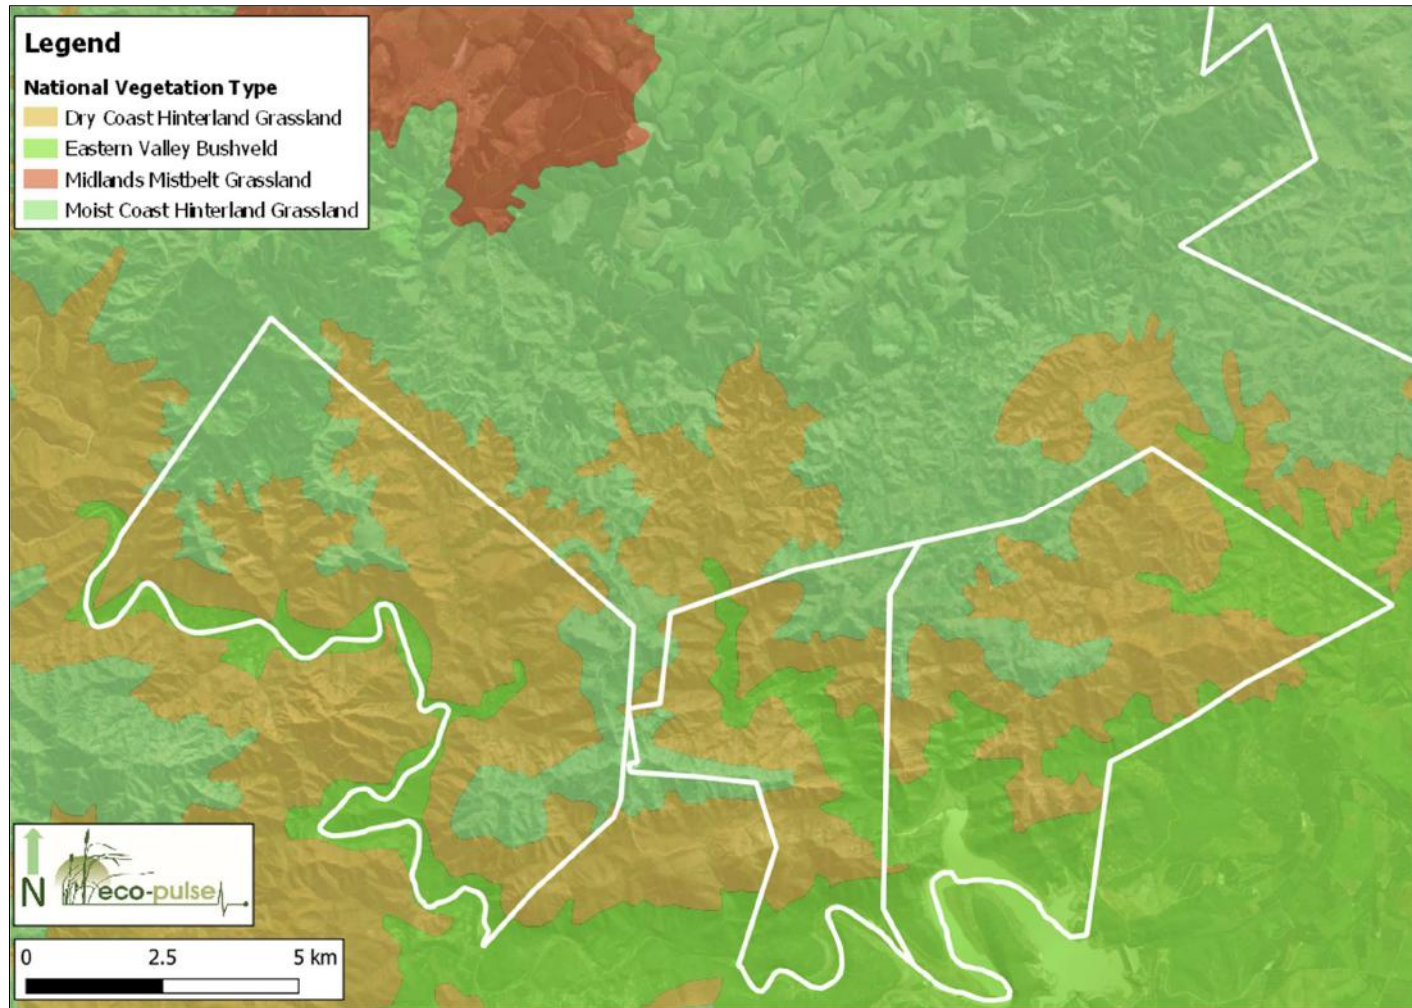 Legend
National Vegetation Type
Dry Coast Hinterland Grassland
Eastern Valley Bushveld
Midlands Mistbelt Grassland
Moist Coast Hinterland Grassland
N
eco-pulse
0 2.5 5 km